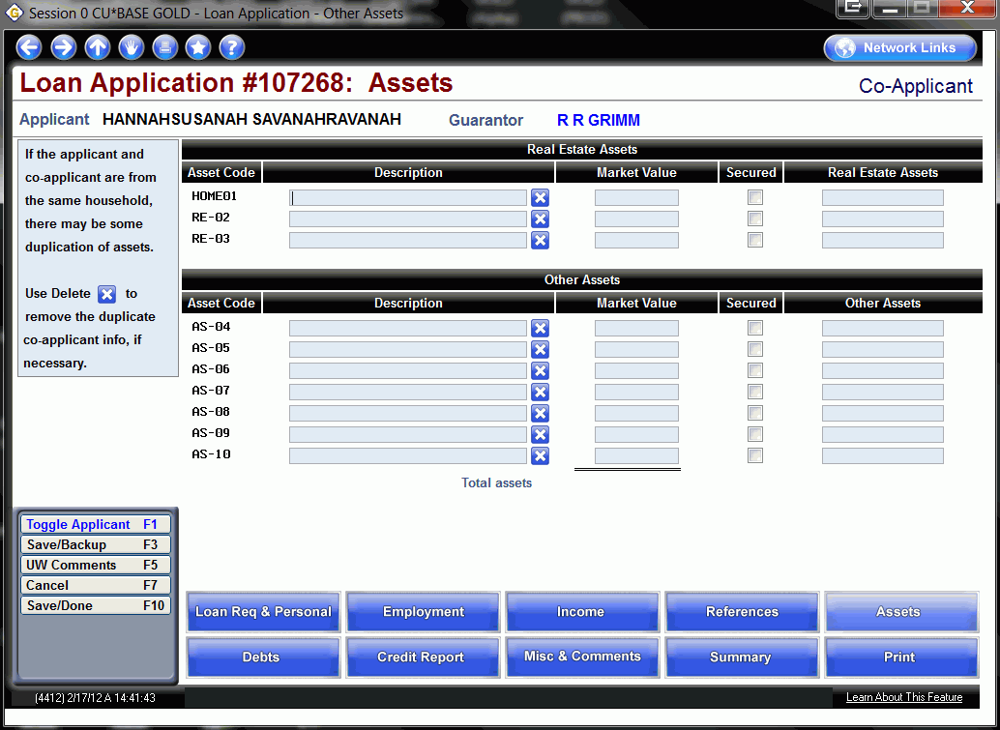 Session 0 CU*BASE GOLD - Loan Application - Other Assets
Network Links
Loan Application #107268: Assets
Co-Applicant
Applicant HANNAHSUSANAH SAVANAHRAVANAH Guarantor R R GRIMM
If the applicant and
co-applicant are from
the same household,
there may be some
duplication of assets.
Use Delete to
remove the duplicate
co-applicant info, if
necessary.
Real Estate Assets
Asset Code Description Market Value Secured Real Estate Assets
HOME01
RE-02
RE-03
Other Assets
Asset Code Description Market Value Secured Other Assets
AS-04
AS-05
AS-06
AS-07
AS-08
AS-09
AS-10
Total assets
Toggle Applicant F1
Save/Backup F3
UW Comments F5
Cancel F7
Save/Done F10
Loan Req & Personal Employment Income References Assets
Debts Credit Report Misc & Comments Summary Print
(4412) 2/17/12 A 14:41:43
Learn About This Feature